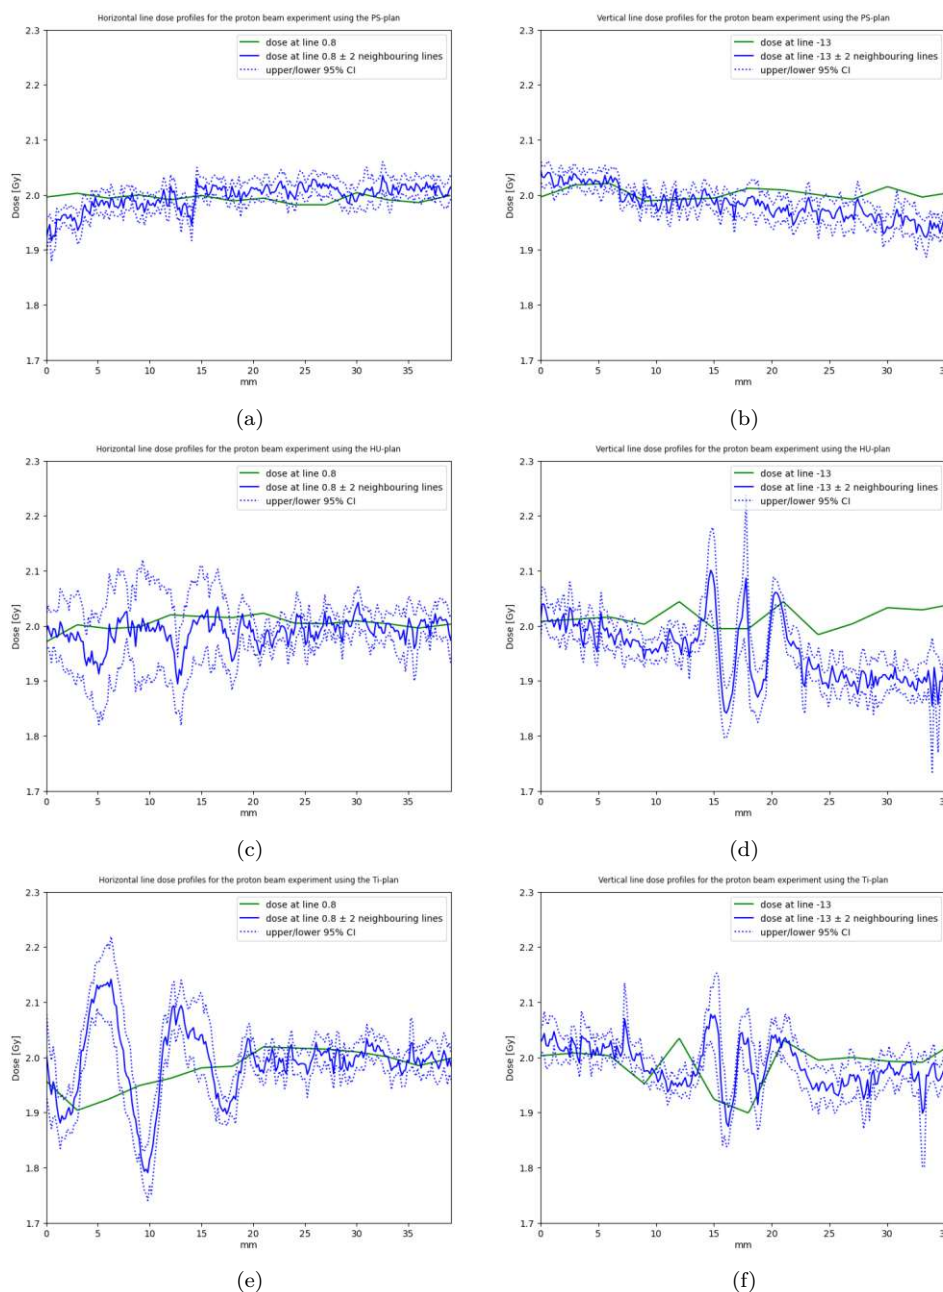 Horizontal line dose profiles for the proton beam experiment using the PS-plan
2.3
2.2
2.1
2.0
1.9
1.8
1.7
Dose [Gy]
dose at line 0.8
dose at line 0.8 ± 2 neighbouring lines
upper/lower 95% CI
0 5 10 15 20 25 30 35
mm
(a)
Vertical line dose profiles for the proton beam experiment using the PS-plan
2.3
2.2
2.1
2.0
1.9
1.8
1.7
Dose [Gy]
dose at line -13
dose at line -13 ± 2 neighbouring lines
upper/lower 95% CI
0 5 10 15 20 25 30 35
mm
(b)
Horizontal line dose profiles for the proton beam experiment using the HU-plan
2.3
2.2
2.1
2.0
1.9
1.8
1.7
Dose [Gy]
dose at line 0.8
dose at line 0.8 ± 2 neighbouring lines
upper/lower 95% CI
0 5 10 15 20 25 30 35
mm
(c)
Vertical line dose profiles for the proton beam experiment using the HU-plan
2.3
2.2
2.1
2.0
1.9
1.8
1.7
Dose [Gy]
dose at line -13
dose at line -13 ± 2 neighbouring lines
upper/lower 95% CI
0 5 10 15 20 25 30 35
mm
(d)
Horizontal line dose profiles for the proton beam experiment using the Ti-plan
2.3
2.2
2.1
2.0
1.9
1.8
1.7
Dose [Gy]
dose at line 0.8
dose at line 0.8 ± 2 neighbouring lines
upper/lower 95% CI
0 5 10 15 20 25 30 35
mm
(e)
Vertical line dose profiles for the proton beam experiment using the Ti-plan
2.3
2.2
2.1
2.0
1.9
1.8
1.7
Dose [Gy]
dose at line -13
dose at line -13 ± 2 neighbouring lines
upper/lower 95% CI
0 5 10 15 20 25 30 35
mm
(f)